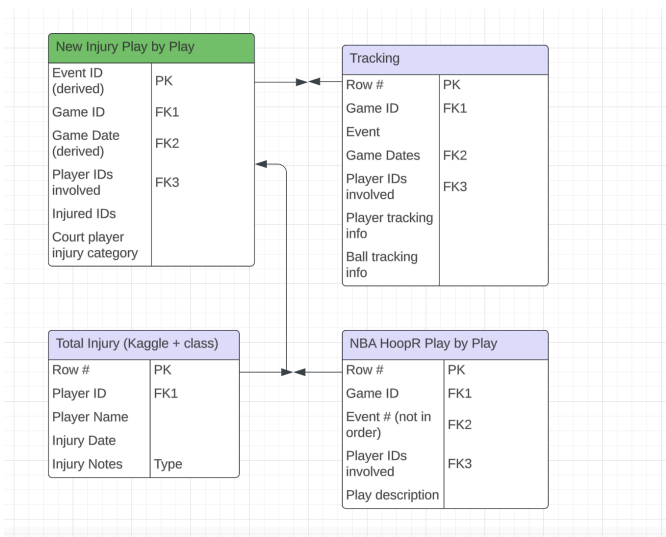 New Injury Play by Play
Event ID
(derived)
PK
Game ID
FK1
Game Date
(derived)
FK2
Player IDs
involved
FK3
Injured IDs
Court player
injury category
Tracking
Row #
PK
Game ID
FK1
Event
Game Dates
FK2
Player IDs
involved
FK3
Player tracking
info
Ball tracking
info
Total Injury (Kaggle + class)
Row #
PK
Player ID
FK1
Player Name
Injury Date
Injury Notes
Type
NBA HoopR Play by Play
Row #
PK
Game ID
FK1
Event # (not in
order)
FK2
Player IDs
involved
FK3
Play description